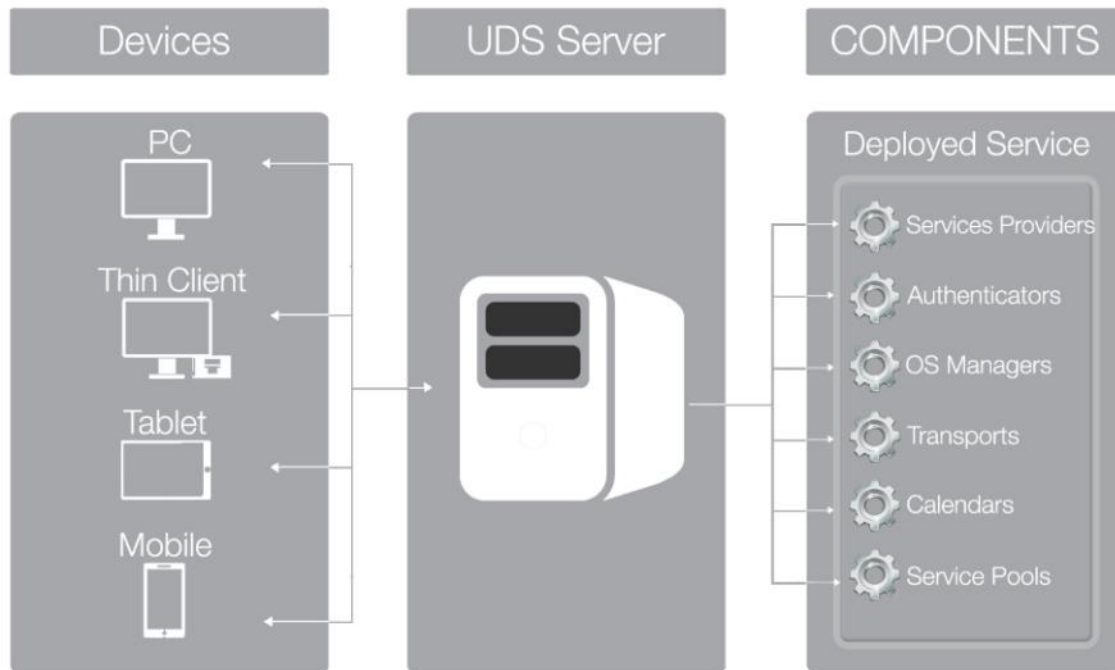 Devices
UDS Server
COMPONENTS
PC
Thin Client
Tablet
Mobile
Deployed Service
Services Providers
Authenticators
OS Managers
Transports
Calendars
Service Pools